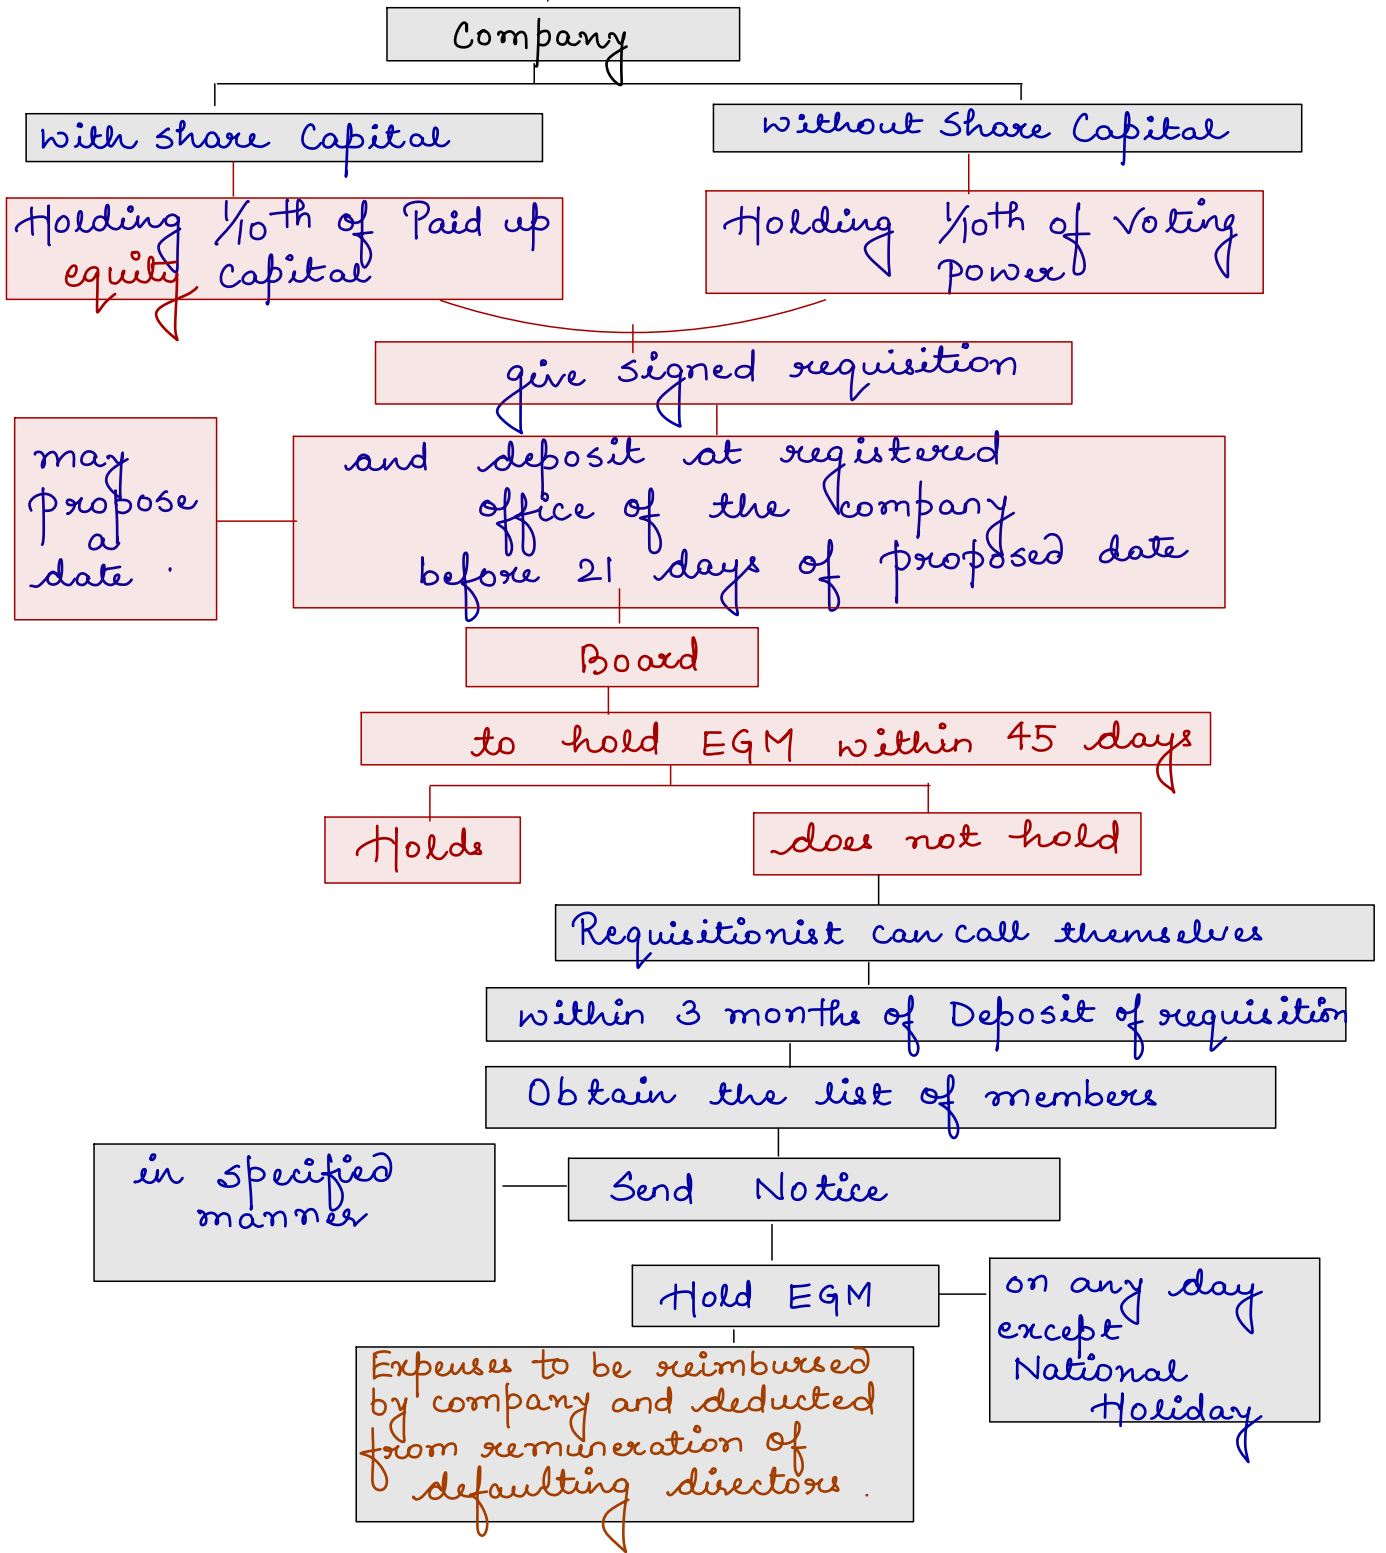 Company
with share Capital
without share Capital
Holding 1/10th of Paid up
equity capital
Holding 1/10th of voting
power
give signed requisition
may
propose
a
date.
and deposit at registered
office of the company
before 21 days of proposed date
Board
to hold EGM within 45 days
Holds
does not hold
Requisitionist can call themselves
within 3 months of Deposit of requisition
Obtain the list of members
in specified
manner
Send Notice
Hold EGM
on any day
except
National
Holiday
Expenses to be reimbursed
by company and deducted
from remuneration of
defaulting directors.